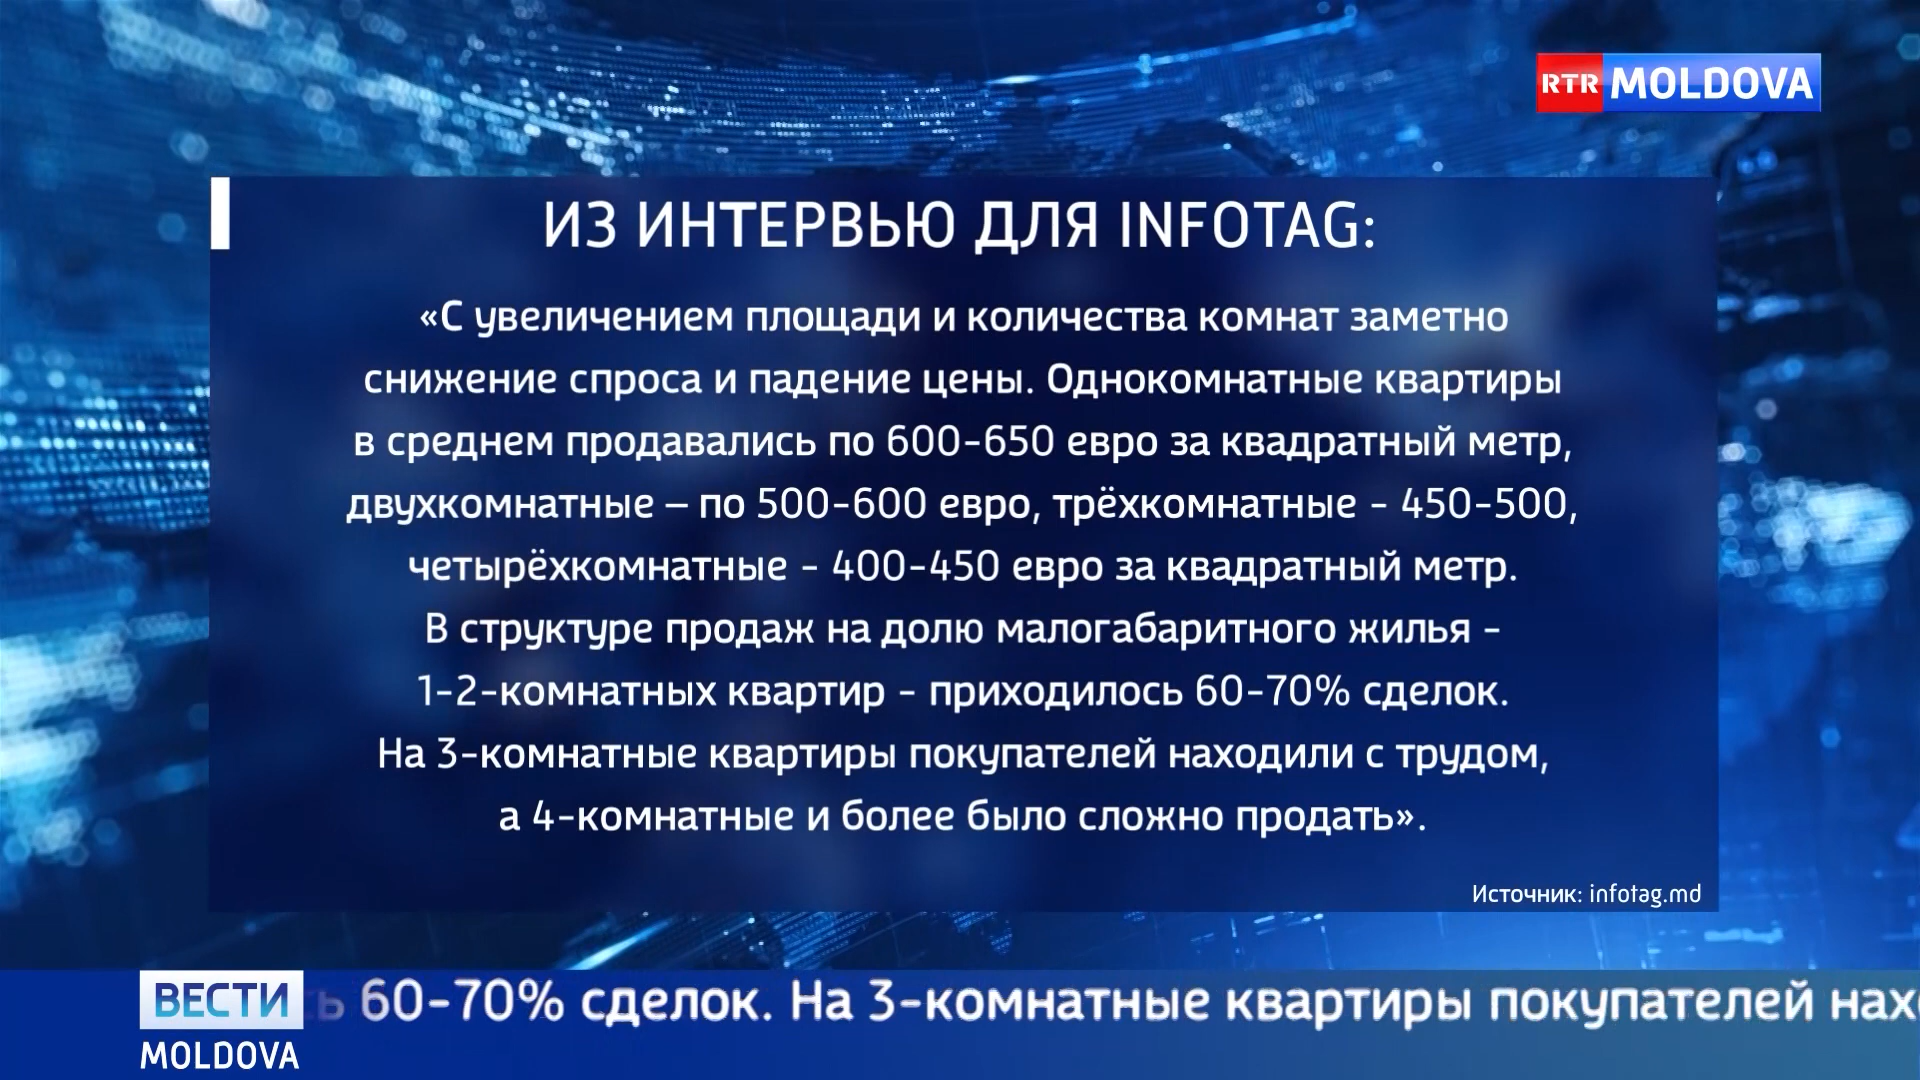 RTR MOLDOVA
ИЗ ИНТЕРВЬЮ ДЛЯ INFOTAG:
«С увеличением площади и количества комнат заметно
снижение спроса и падение цены. Однокомнатные квартиры
в среднем продавались по 600-650 евро за квадратный метр,
двухкомнатные – по 500-600 евро, трёхкомнатные - 450-500,
четырёхкомнатные - 400-450 евро за квадратный метр.
В структуре продаж на долю малогабаритного жилья -
1-2-комнатных квартир - приходилось 60-70% сделок.
На 3-комнатные квартиры покупателей находили с трудом,
а 4-комнатные и более было сложно продать».
Источник: infotag.md
ВЕСТИ
MOLDOVA
ь 60-70% сделок. На 3-комнатные квартиры покупателей нах